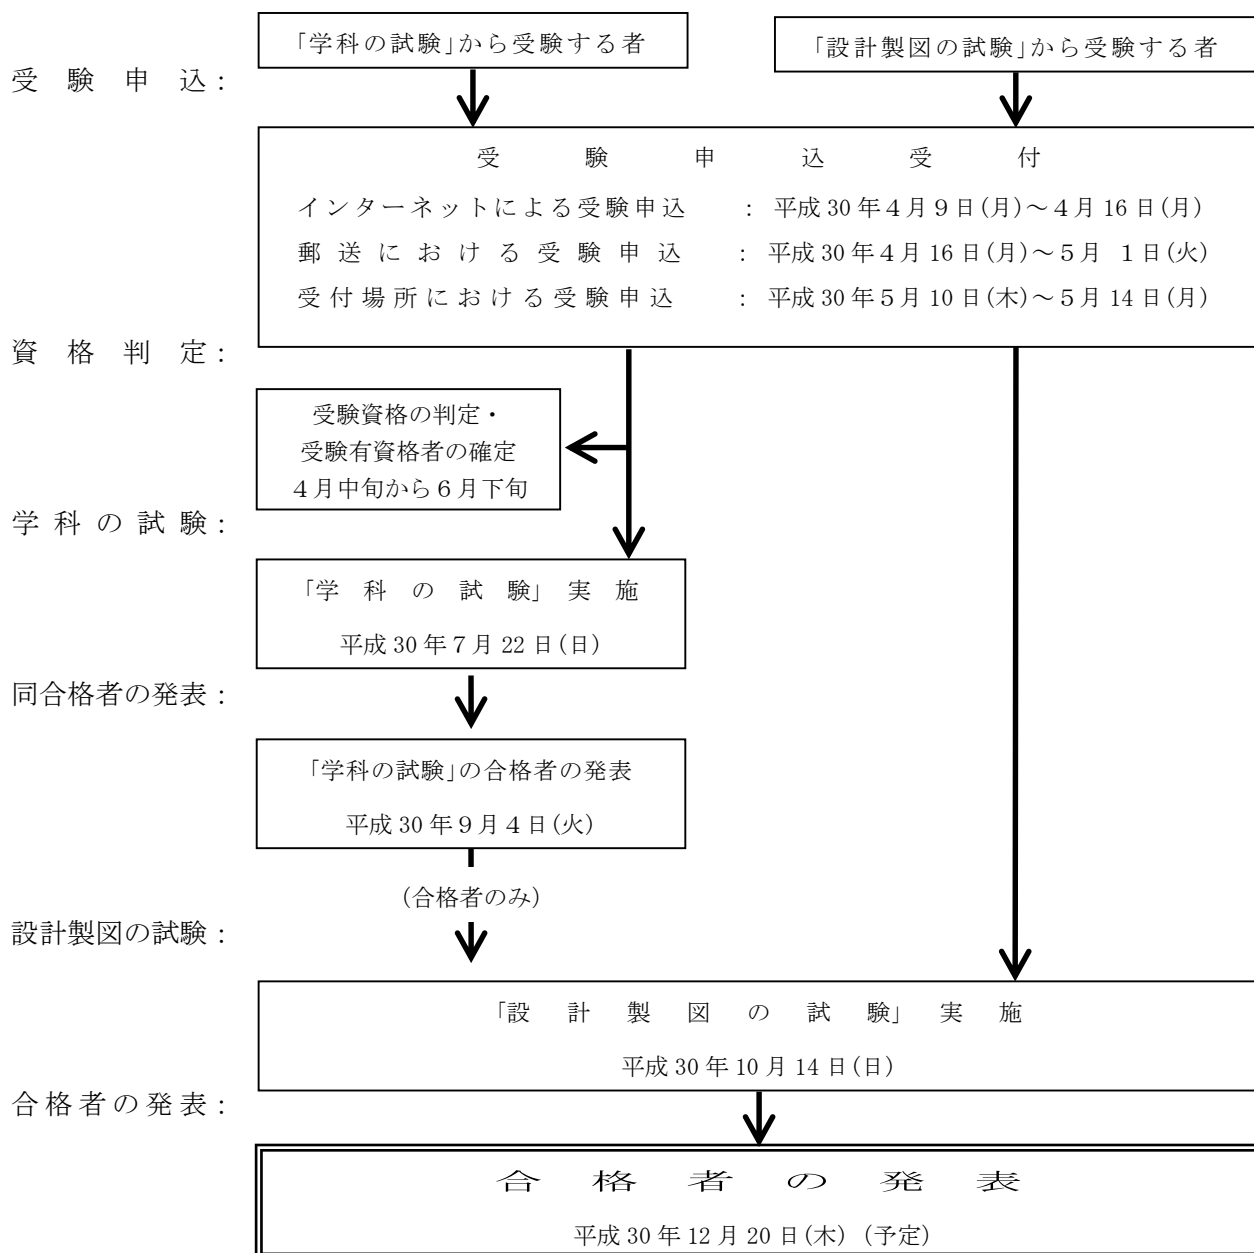 「学科の試験」から受験する者
「設計製図の試験」から受験する者
受験申込：
受験申込受付
インターネットによる受験申込 ： 平成30年４月９日(月)～４月16日(月)
郵送における受験申込 ： 平成30年４月16日(月)～５月 １日(火)
受付場所における受験申込 ： 平成30年５月10日(木)～５月14日(月)
資格判定：
受験資格の判定・
受験有資格者の確定
４月中旬から６月下旬
学科の試験：
「学科の試験」実施
平成30年７月22日(日)
同合格者の発表：
「学科の試験」の合格者の発表
平成30年９月４日(火)
(合格者のみ)
設計製図の試験：
「設計製図の試験」実施
平成30年10月14日(日)
合格者の発表：
合格者の発表
平成30年12月20日(木) (予定)